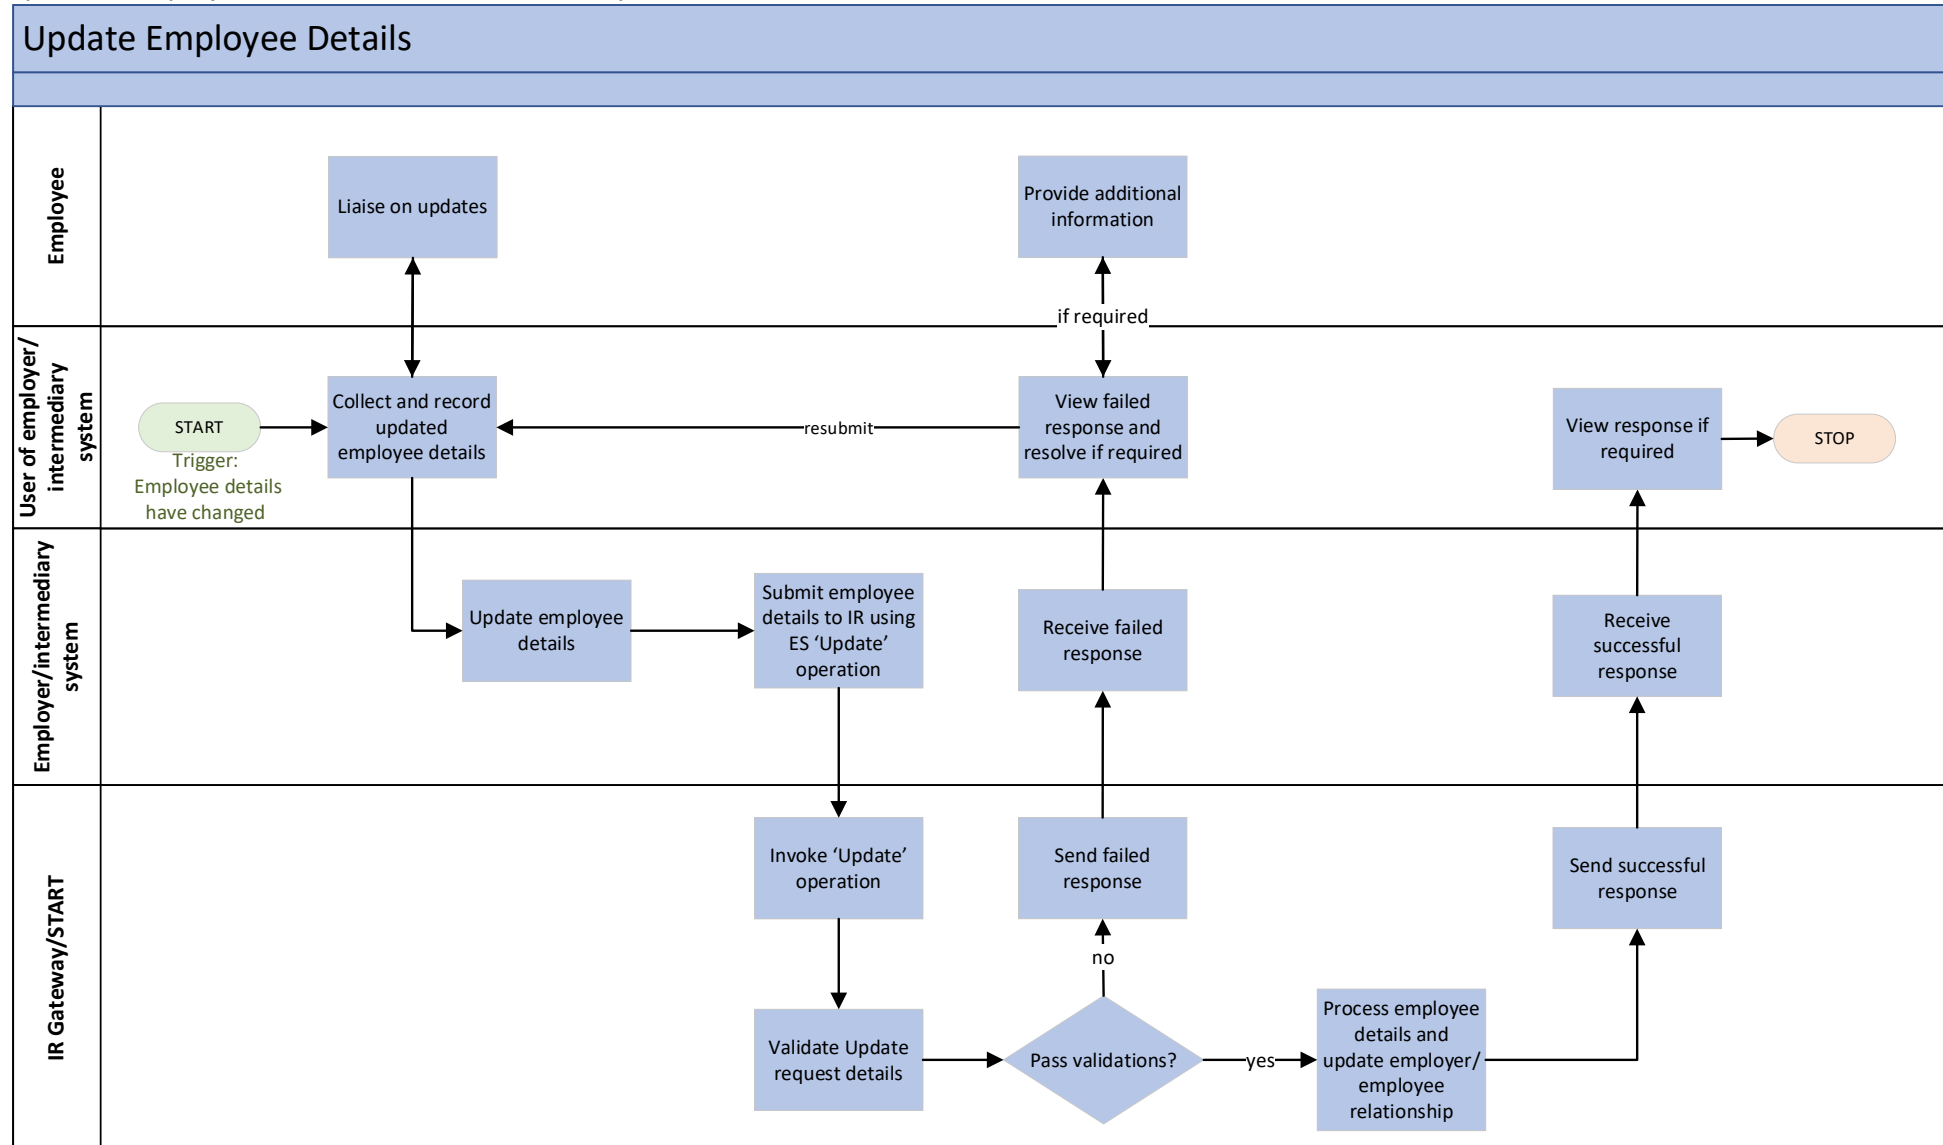 Update Employee Details
Employee
Liaise on updates
Provide additional
information
if required
User of employer/
intermediary
system
START
Trigger:
Employee details
have changed
Collect and record
updated
employee details
resubmit
View failed
response and
resolve if required
View response if
required
STOP
Employer/intermediary
system
Update employee
details
Submit employee
details to IR using
ES ‘Update’
operation
Receive failed
response
Receive
successful
response
IR Gateway/START
Invoke ‘Update’
operation
Send failed
response
Send successful
response
no
Validate Update
request details
Pass validations?
yes
Process employee
details and
update employer/
employee
relationship